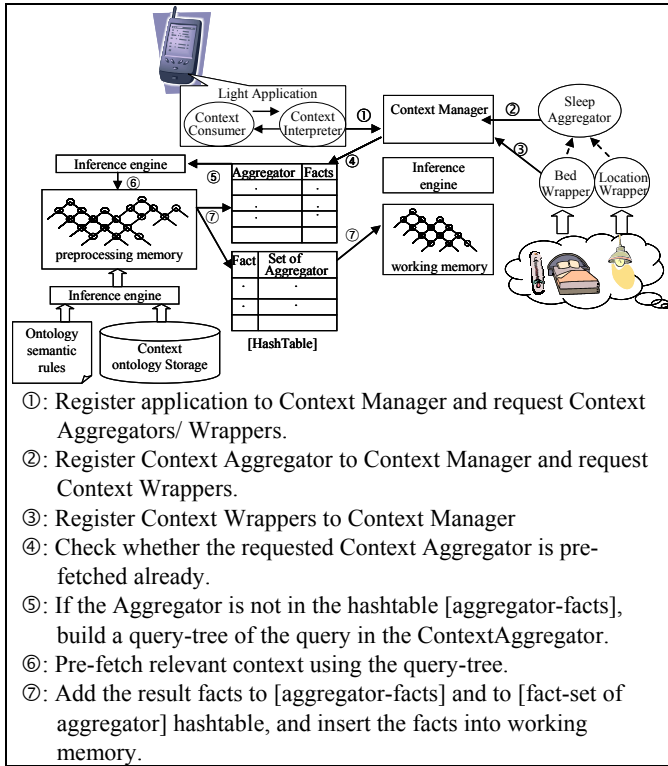 Light Application
Context Consumer
Context Interpreter
①
Context Manager
②
Sleep Aggregator
③
④
Inference engine
⑤
⑥
Aggregator Facts
Inference engine
Bed Wrapper
Location Wrapper
⑦
⑦
preprocessing memory
Fact Set of Aggregator
working memory
Inference engine
Ontology semantic rules
Context ontology Storage
[HashTable]
①: Register application to Context Manager and request Context
Aggregators/ Wrappers.
②: Register Context Aggregator to Context Manager and request
Context Wrappers.
③: Register Context Wrappers to Context Manager
④: Check whether the requested Context Aggregator is pre-
fetched already.
⑤: If the Aggregator is not in the hashtable [aggregator-facts],
build a query-tree of the query in the ContextAggregator.
⑥: Pre-fetch relevant context using the query-tree.
⑦: Add the result facts to [aggregator-facts] and to [fact-set of
aggregator] hashtable, and insert the facts into working
memory.